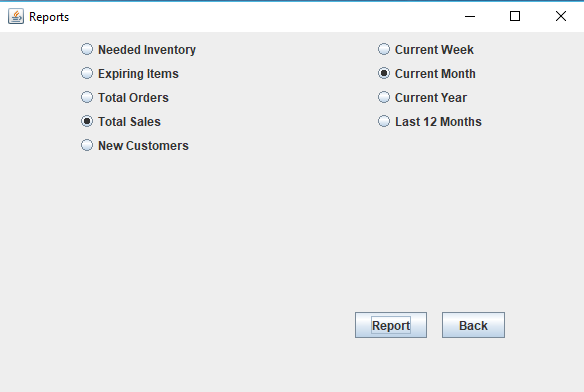 Reports
Needed Inventory
Expiring Items
Total Orders
Total Sales
New Customers
Current Week
Current Month
Current Year
Last 12 Months
Report
Back